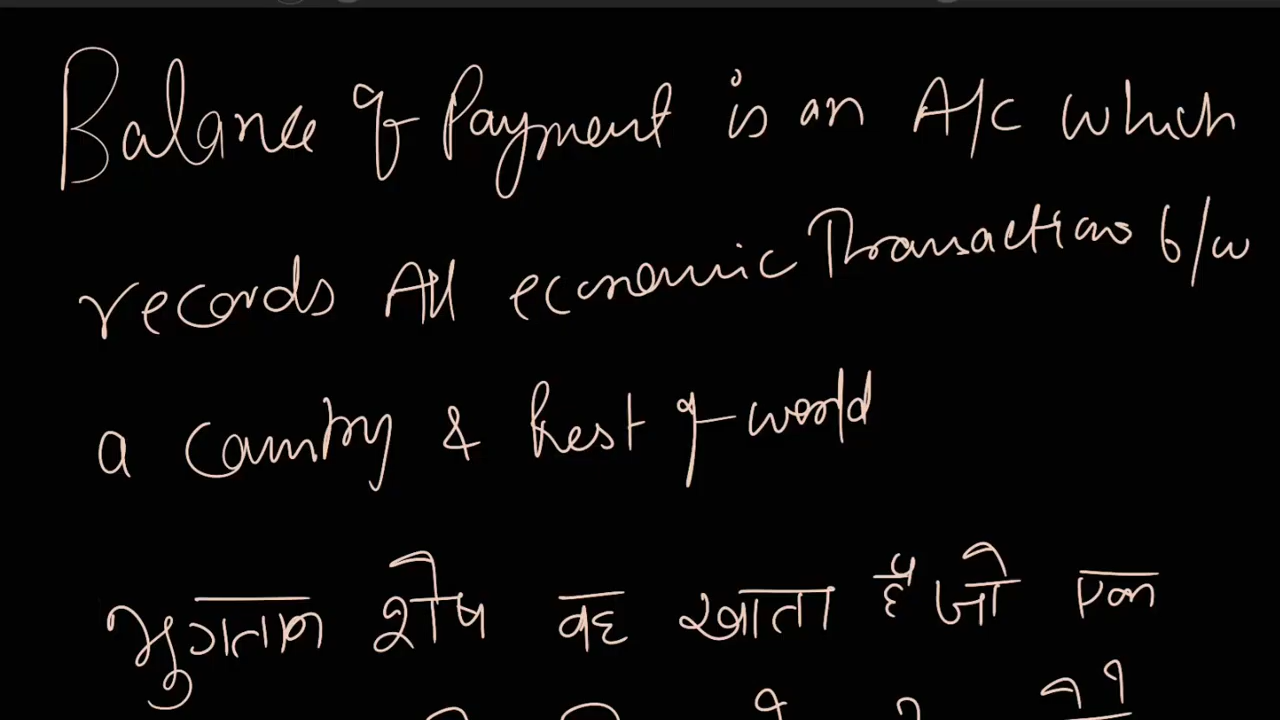 Balance of Payment is an A/c which
records All economic Transactions b/w
a Country & Rest of world
भुगतान शेष वह खाता है जो एक